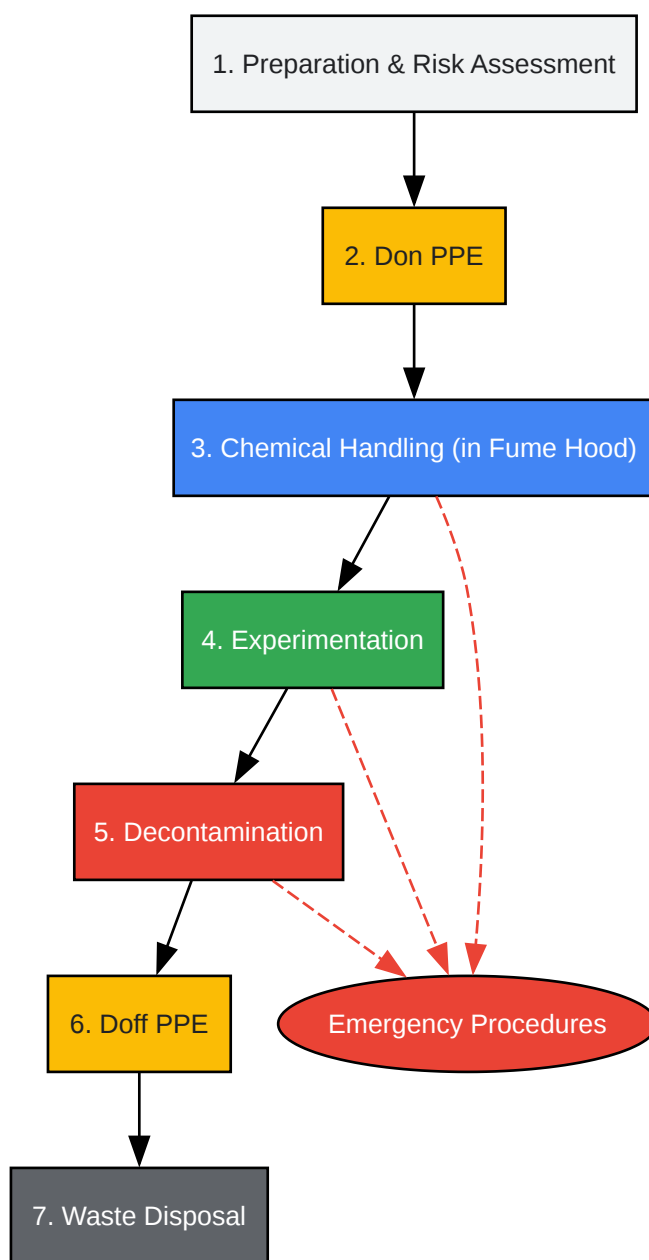 1. Preparation & Risk Assessment
2. Don PPE
3. Chemical Handling (in Fume Hood)
4. Experimentation
5. Decontamination
6. Doff PPE
Emergency Procedures
7. Waste Disposal